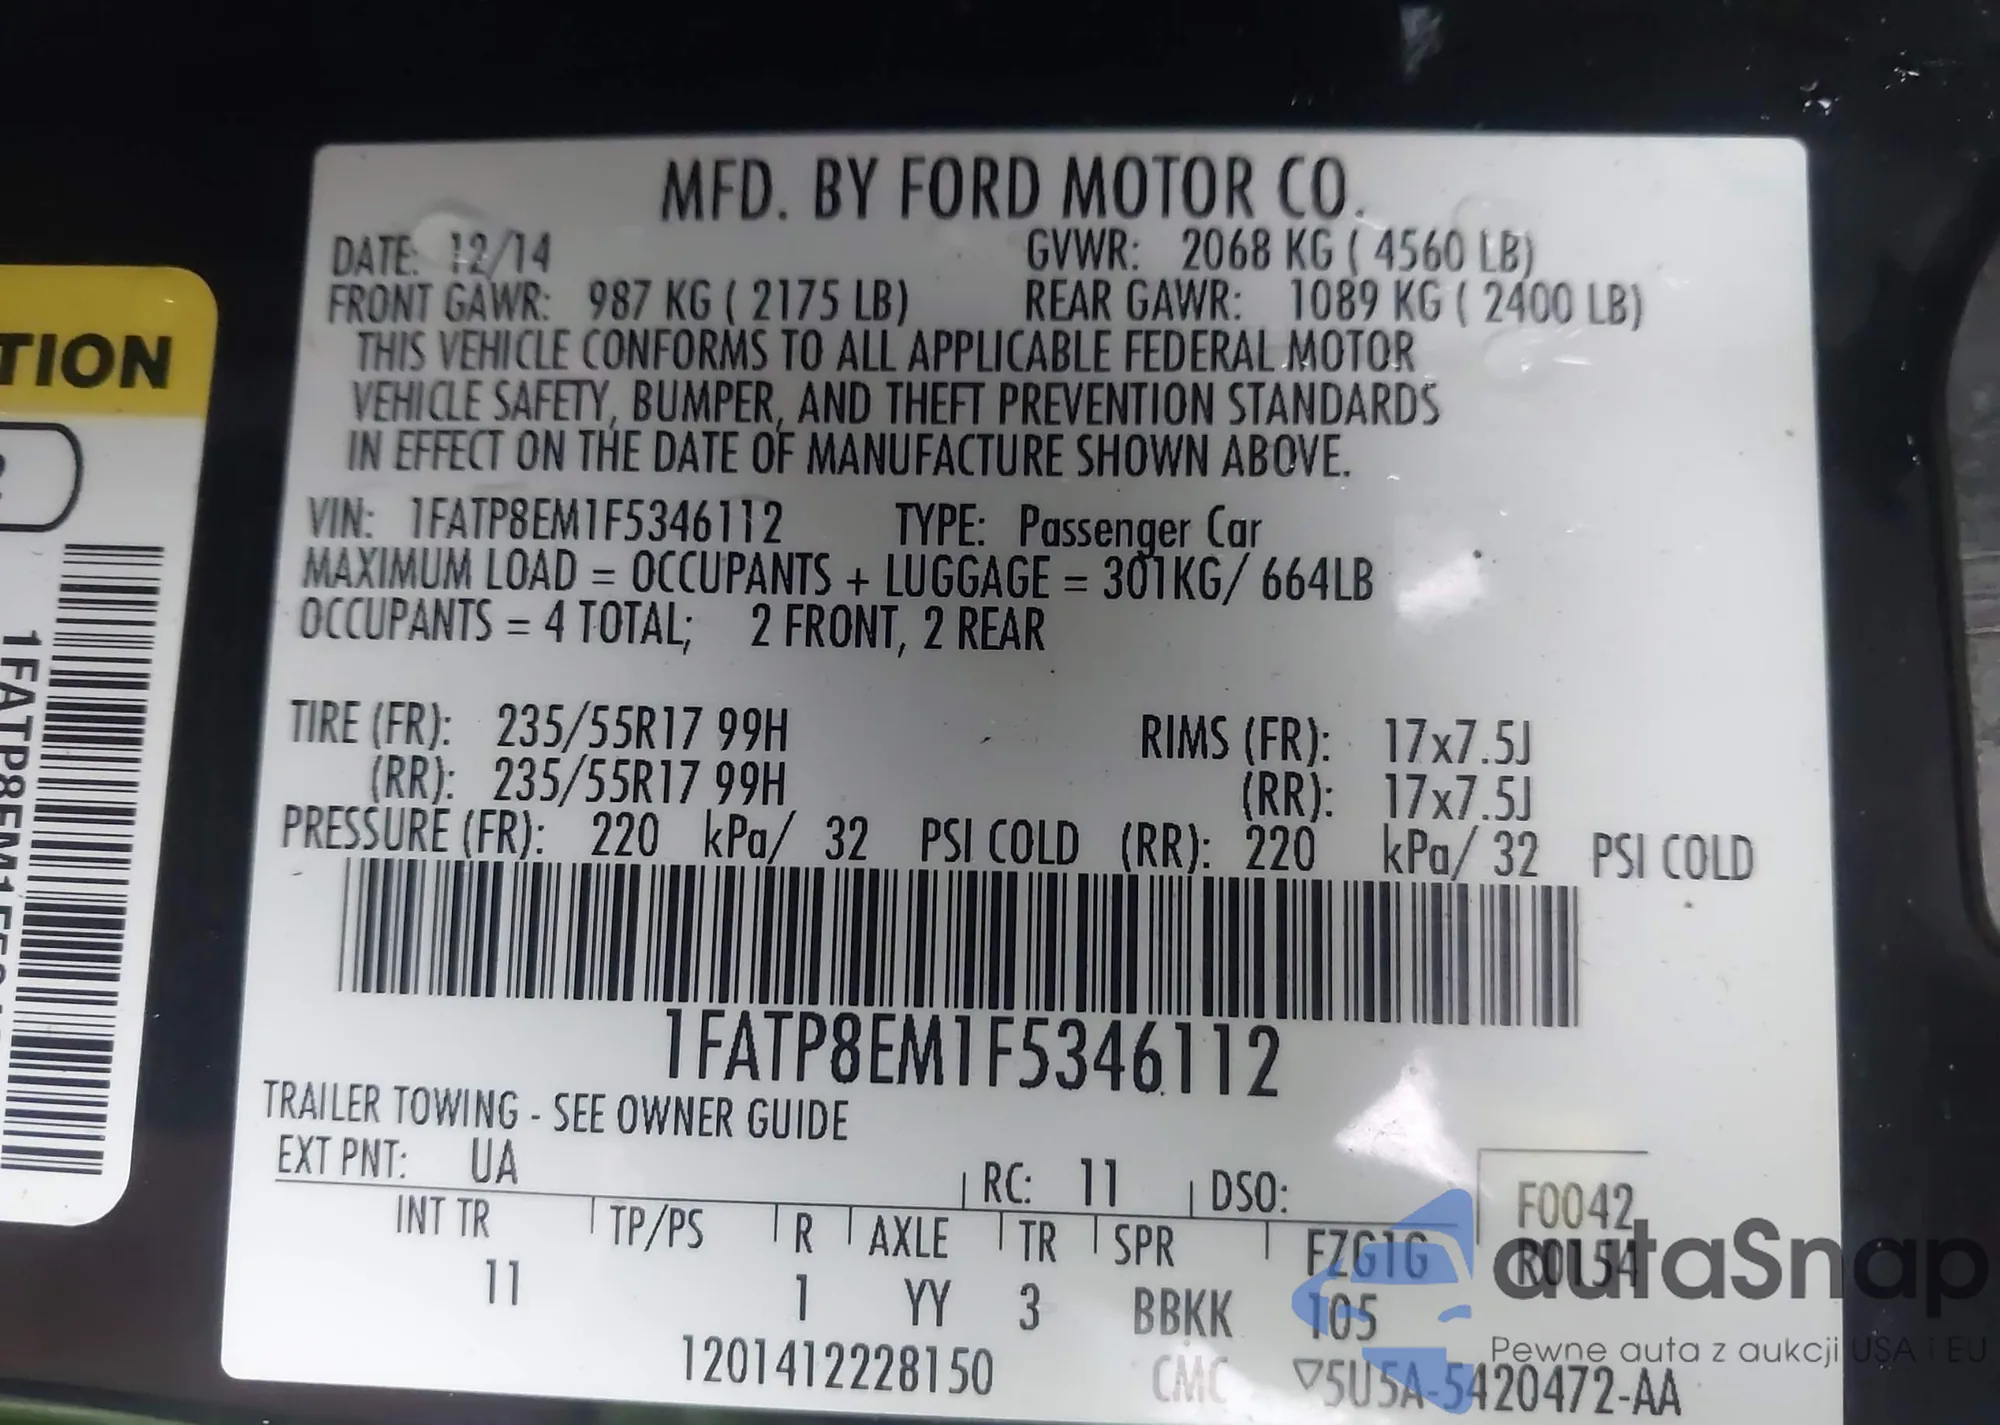 MFD. BY FORD MOTOR CO.
DATE: 12/14 GVWR: 2068 KG ( 4560 LB)
FRONT GAWR: 987 KG ( 2175 LB) REAR GAWR: 1089 KG ( 2400 LB)
THIS VEHICLE CONFORMS TO ALL APPLICABLE FEDERAL MOTOR
VEHICLE SAFETY, BUMPER, AND THEFT PREVENTION STANDARDS
IN EFFECT ON THE DATE OF MANUFACTURE SHOWN ABOVE.
VIN: 1FATP8EM1F5346112 TYPE: Passenger Car
MAXIMUM LOAD = OCCUPANTS + LUGGAGE = 301KG/ 664LB
OCCUPANTS = 4 TOTAL; 2 FRONT, 2 REAR
TIRE (FR): 235/55R17 99H RIMS (FR): 17x7.5J
(RR): 235/55R17 99H (RR): 17x7.5J
PRESSURE (FR): 220 kPa/ 32 PSI COLD (RR): 220 kPa/ 32 PSI COLD
1FATP8EM1F5346112
TRAILER TOWING - SEE OWNER GUIDE
EXT PNT: UA RC: 11 DSO:
F0042
INT TR TP/PS R AXLE TR SPR FZG1G
11 1 YY 3 BBKK 105
1201412228150 CMC ▽5U5A-5420472-AA
TION
autaSnap
Pewne auta z aukcji USA i EU